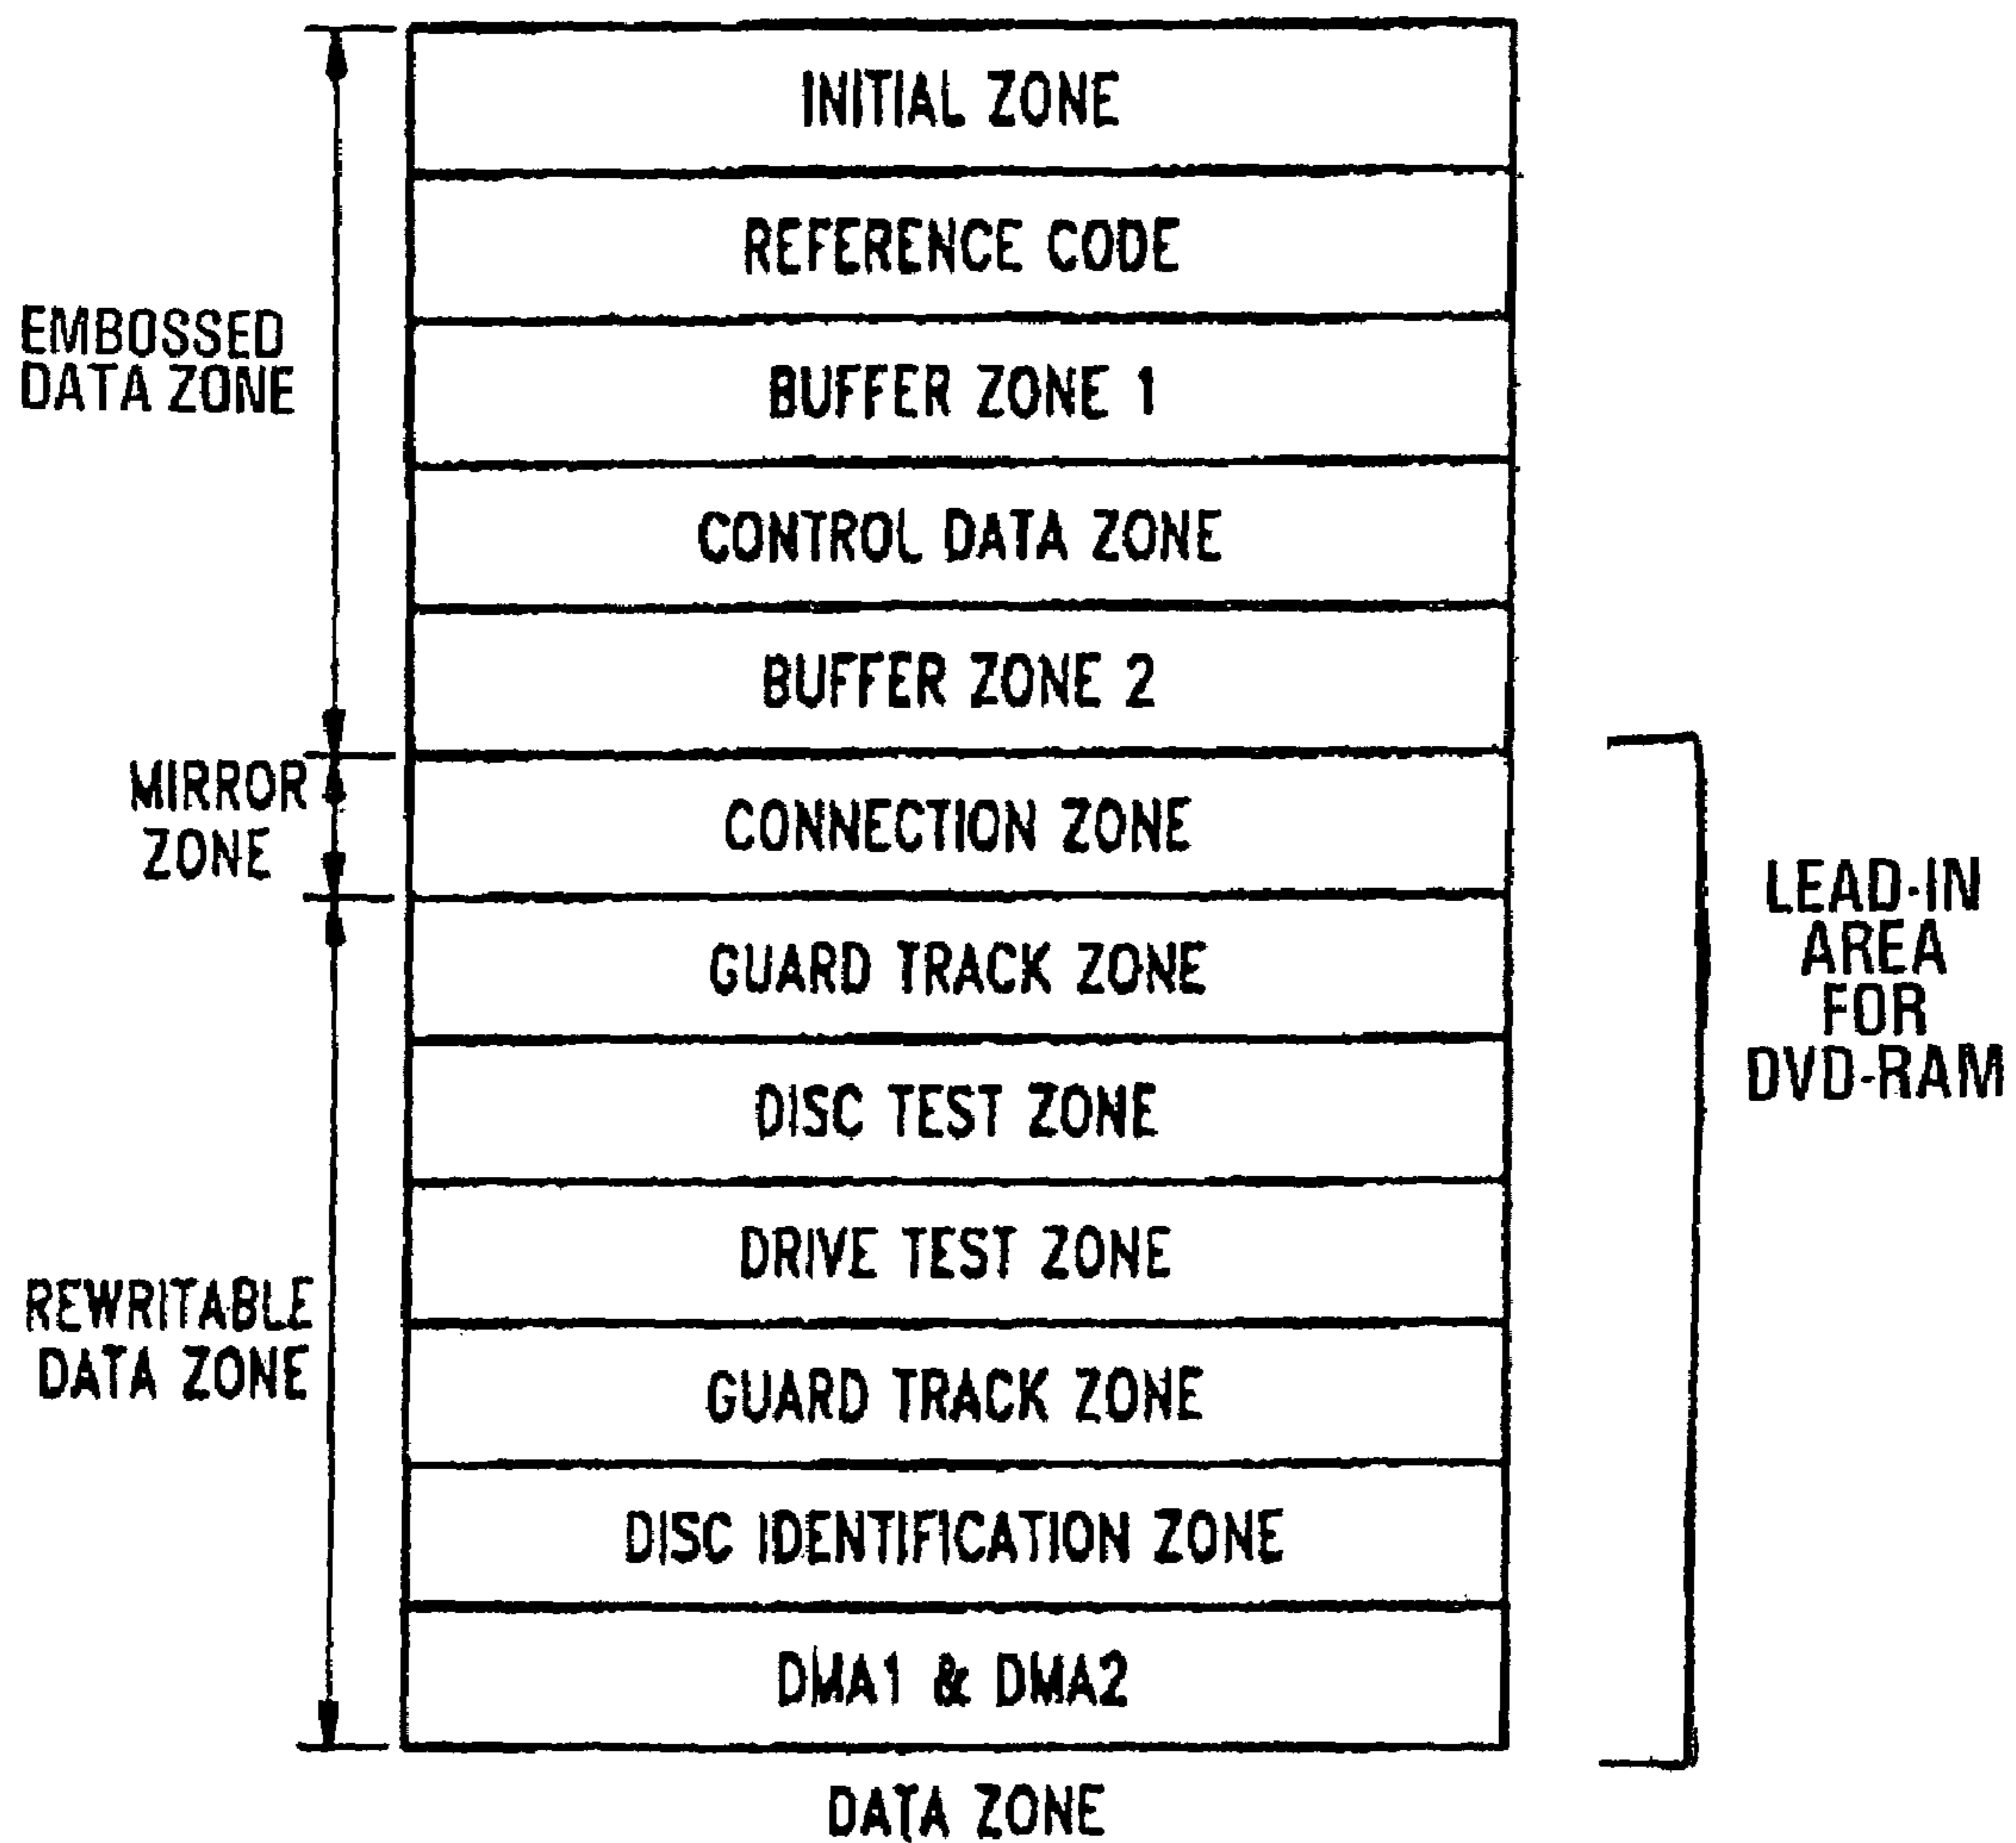 INITIAL ZONE
REFERENCE CODE
BUFFER ZONE 1
CONTROL DATA ZONE
BUFFER ZONE 2
CONNECTION ZONE
GUARD TRACK ZONE
DISC TEST ZONE
DRIVE TEST ZONE
GUARD TRACK ZONE
DISC IDENTIFICATION ZONE
DMA1 & DMA2
DATA ZONE
EMBOSSED
DATA ZONE
MIRROR
ZONE
REWRITABLE
DATA ZONE
LEAD-IN
AREA
FOR
DVD-RAM